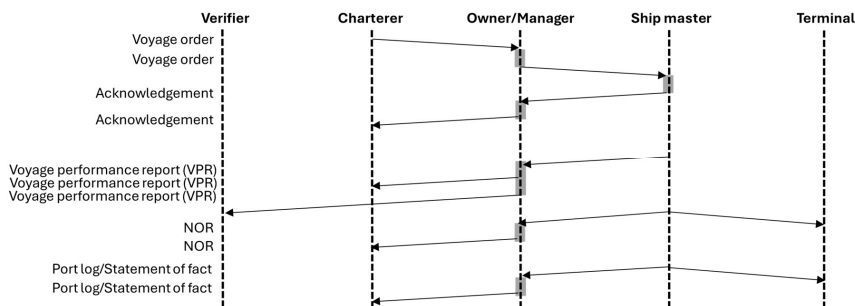 Verifier
Charterer
Owner/Manager
Ship master
Terminal
Voyage order
Voyage order
Acknowledgement
Acknowledgement
Voyage performance report (VPR)
Voyage performance report (VPR)
Voyage performance report (VPR)
NOR
NOR
Port log/Statement of fact
Port log/Statement of fact